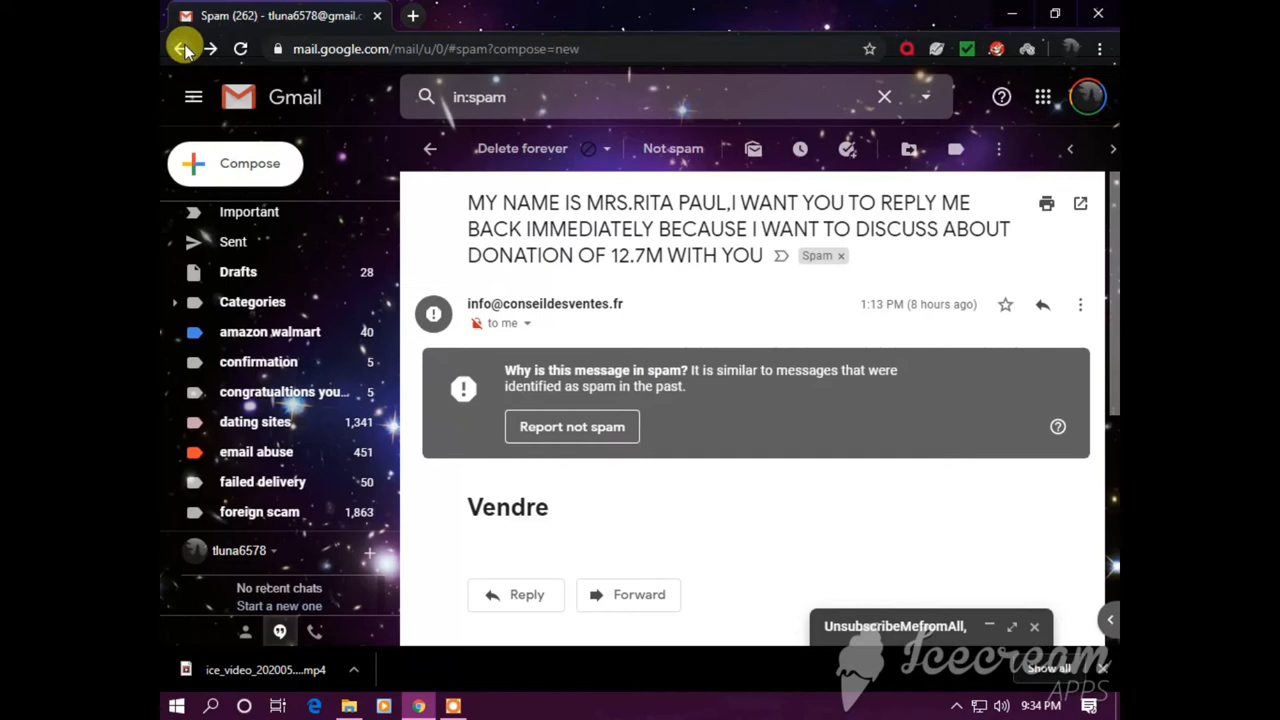 Spam (262) - tluna6578@gmail.c
mail.google.com/mail/u/0/#spam?compose=new
Gmail
in:spam
Compose
Delete forever
Not spam
Important
Sent
Drafts 28
Categories
amazon walmart 40
confirmation 5
congratualtions you... 5
dating sites 1,341
email abuse 451
failed delivery 50
foreign scam 1,863
tluna6578
No recent chats
Start a new one
MY NAME IS MRS.RITA PAUL,I WANT YOU TO REPLY ME
BACK IMMEDIATELY BECAUSE I WANT TO DISCUSS ABOUT
DONATION OF 12.7M WITH YOU Spam x
info@conseildesventes.fr 1:13 PM (8 hours ago)
to me
Why is this message in spam? It is similar to messages that were
identified as spam in the past.
Report not spam
Vendre
Reply
Forward
UnsubscribeMefromAll,
ice_video_202005....mp4
Show all
Icecream
APPS
9:34 PM